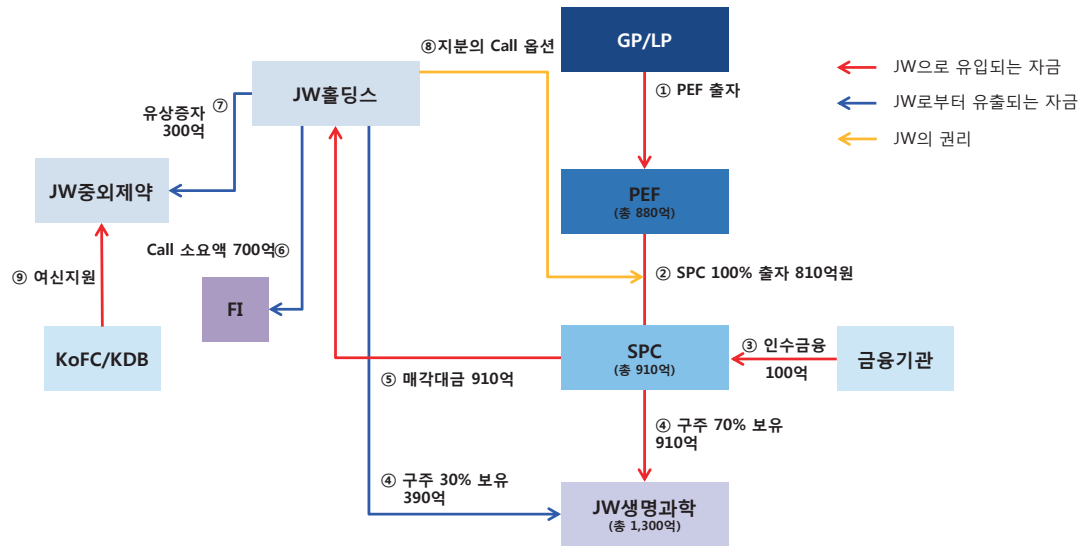 GP/LP
⑧지분의 Call 옵션
JW으로 유입되는 자금
JW로부터 유출되는 자금
JW의 권리
① PEF 출자
JW홀딩스
유상증자 ⑦
300억
JW중외제약
PEF
(총 880억)
Call 소요액 700억⑥
② SPC 100% 출자 810억원
⑨ 여신지원
FI
KoFC/KDB
SPC
(총 910억)
③ 인수금융
100억
금융기관
⑤ 매각대금 910억
④ 구주 70% 보유
910억
④ 구주 30% 보유
390억
JW생명과학
(총 1,300억)